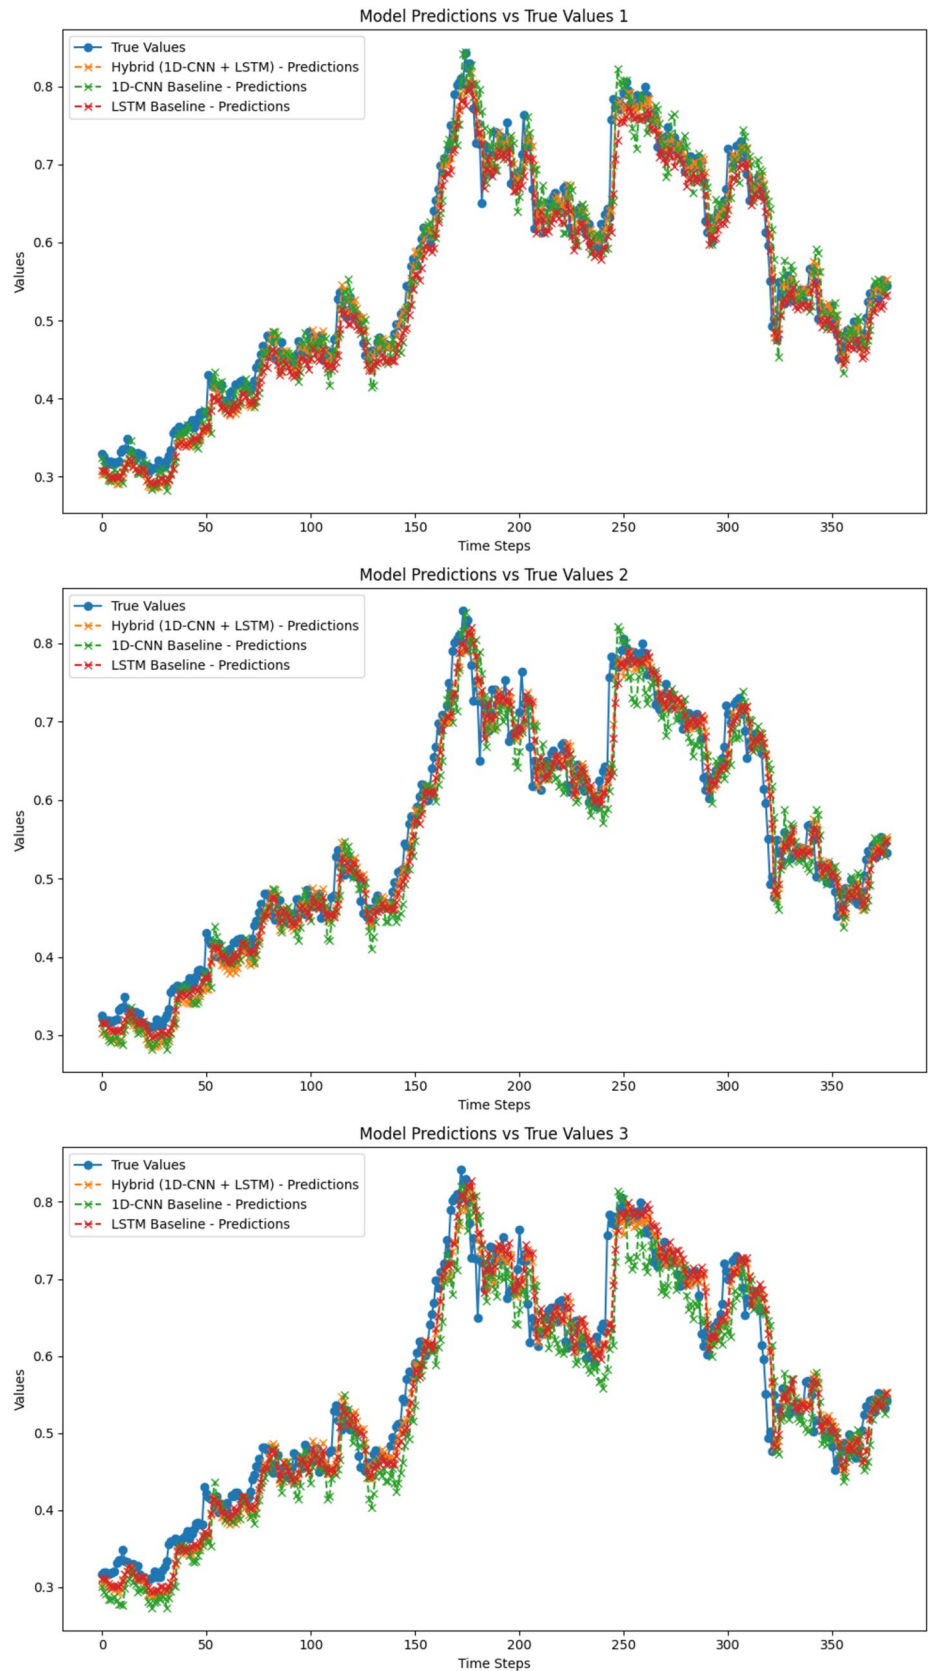 Model Predictions vs True Values 1
True Values
Hybrid (1D-CNN + LSTM) - Predictions
1D-CNN Baseline - Predictions
LSTM Baseline - Predictions
0.8
0.7
0.6
0.5
0.4
0.3
Values
0 50 100 150 200 250 300 350
Time Steps
Model Predictions vs True Values 2
True Values
Hybrid (1D-CNN + LSTM) - Predictions
1D-CNN Baseline - Predictions
LSTM Baseline - Predictions
0.8
0.7
0.6
0.5
0.4
0.3
Values
0 50 100 150 200 250 300 350
Time Steps
Model Predictions vs True Values 3
True Values
Hybrid (1D-CNN + LSTM) - Predictions
1D-CNN Baseline - Predictions
LSTM Baseline - Predictions
0.8
0.7
0.6
0.5
0.4
0.3
Values
0 50 100 150 200 250 300 350
Time Steps